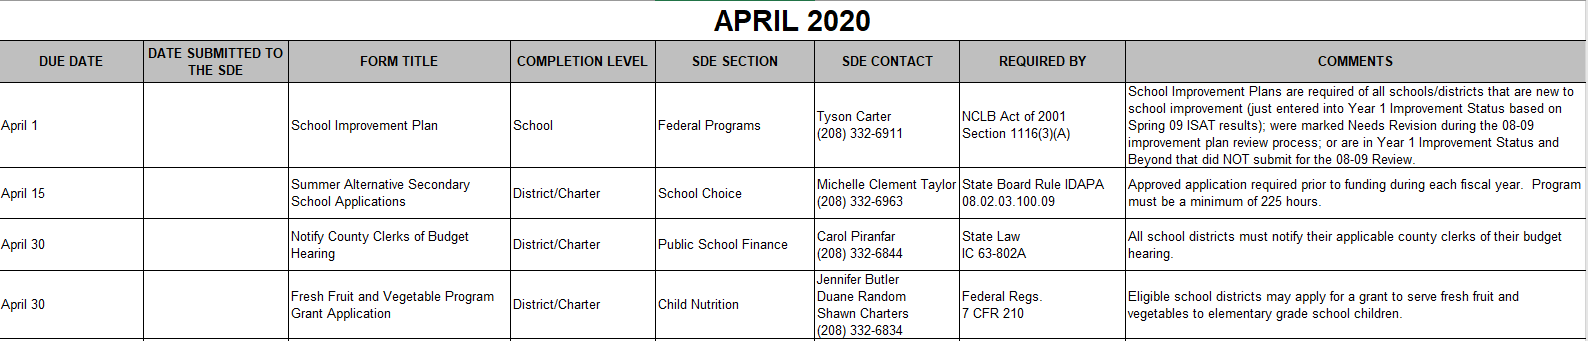 APRIL 2020
DUE DATE
DATE SUBMITTED TO
THE SDE
FORM TITLE
COMPLETION LEVEL
SDE SECTION
SDE CONTACT
REQUIRED BY
COMMENTS
April 1
School Improvement Plan
School
Federal Programs
Tyson Carter
(208) 332-6911
NCLB Act of 2001
Section 1116(3)(A)
School Improvement Plans are required of all schools/districts that are new to
school improvement (just entered into Year 1 Improvement Status based on
Spring 09 ISAT results); were marked Needs Revision during the 08-09
improvement plan review process; or are in Year 1 Improvement Status and
Beyond that did NOT submit for the 08-09 Review.
April 15
Summer Alternative Secondary
School Applications
District/Charter
School Choice
Michelle Clement Taylor
(208) 332-6963
State Board Rule IDAPA
08.02.03.100.09
Approved application required prior to funding during each fiscal year.  Program
must be a minimum of 225 hours.
April 30
Notify County Clerks of Budget
Hearing
District/Charter
Public School Finance
Carol Piranfar
(208) 332-6844
State Law
IC 63-802A
All school districts must notify their applicable county clerks of their budget
hearing.
April 30
Fresh Fruit and Vegetable Program
Grant Application
District/Charter
Child Nutrition
Jennifer Butler
Duane Random
Shawn Charters
(208) 332-6834
Federal Regs.
7 CFR 210
Eligible school districts may apply for a grant to serve fresh fruit and
vegetables to elementary grade school children.